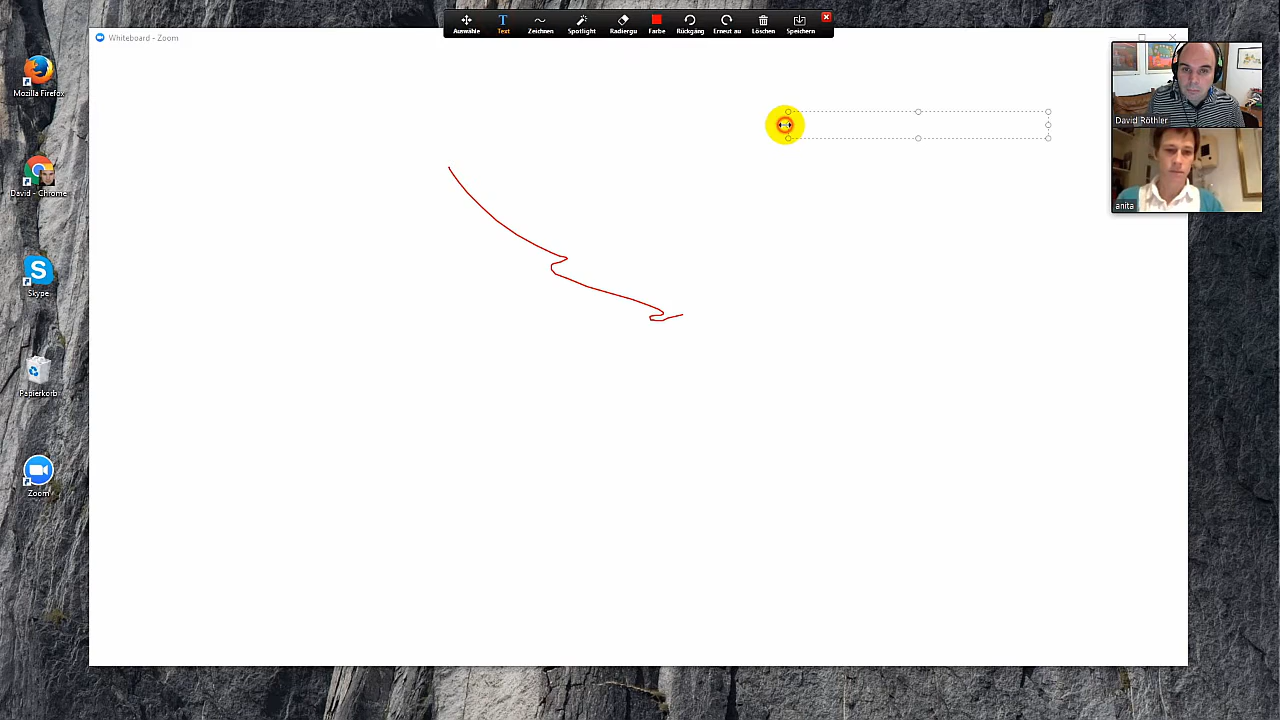 Auswähle Text Zeichnen Spotlight Radiergu Farbe Rückgäng Erneut au Löschen Speichern
Whiteboard - Zoom
Mozilla Firefox
David - Chrome
Skype
Papierkorb
Zoom
David Röthler
anita